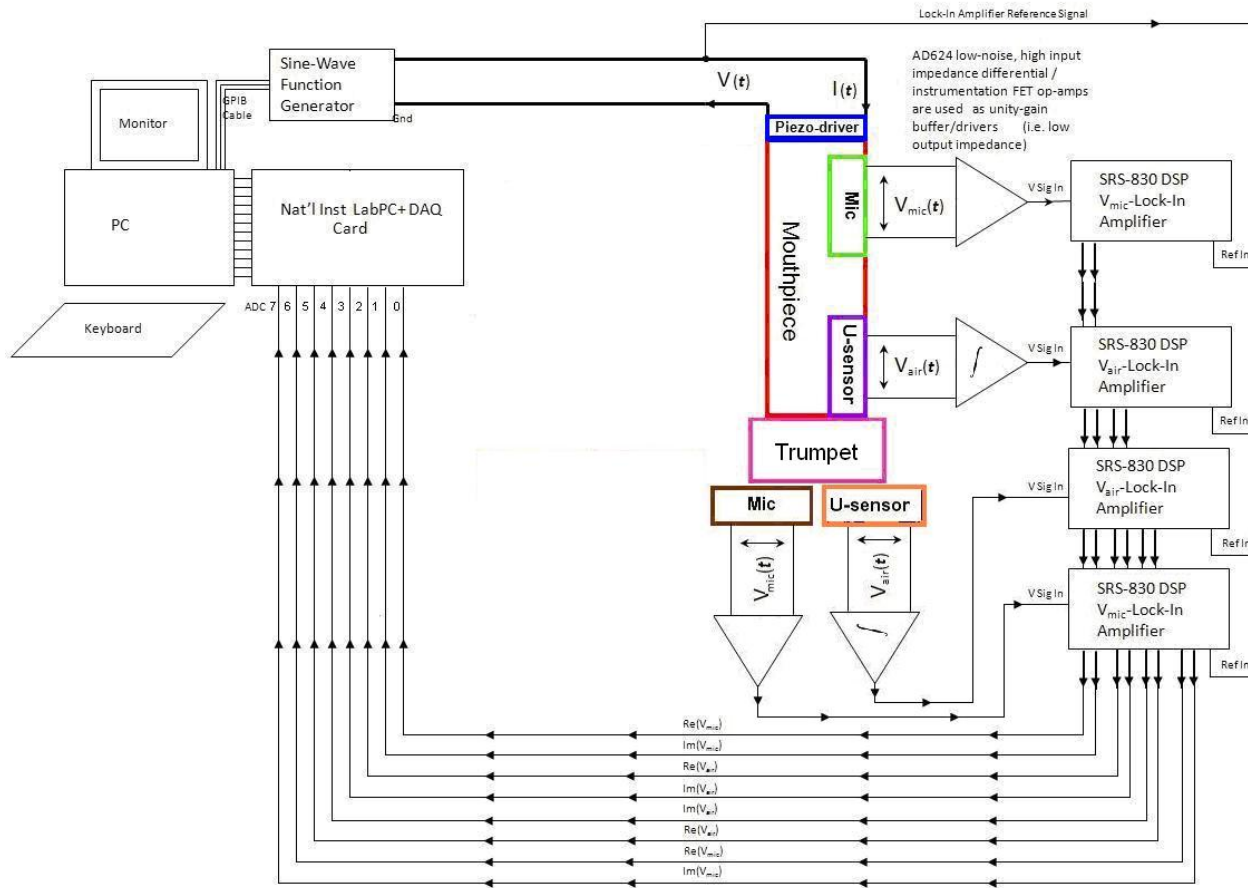 Lock-In Amplifier Reference Signal
Sine-Wave
Function
Generator
V(t)
I(t)
AD624 low-noise, high input
impedance differential /
instrumentation FET op-amps
are used as unity-gain
buffer/drivers (i.e. low
output impedance)
Monitor
GPIB
Cable
Gnd
Piezo-driver
PC
Nat'l Inst LabPC+ DAQ
Card
Mouthpiece
Mic
Vmic(t)
V Sig In
SRS-830 DSP
Vmic-Lock-In
Amplifier
Ref In
ADC 7 6 5 4 3 2 1 0
Keyboard
U-sensor
Vair(t)
∫
V Sig In
SRS-830 DSP
Vair-Lock-In
Amplifier
Ref In
Trumpet
SRS-830 DSP
Vair-Lock-In
Amplifier
V Sig In
Ref In
Mic
U-sensor
Vmic(t)
Vair(t)
∫
V Sig In
SRS-830 DSP
Vmic-Lock-In
Amplifier
Ref In
Re(Vmic)
Im(Vmic)
Re(Vair)
Im(Vair)
Im(Vair)
Re(Vair)
Re(Vmic)
Im(Vmic)